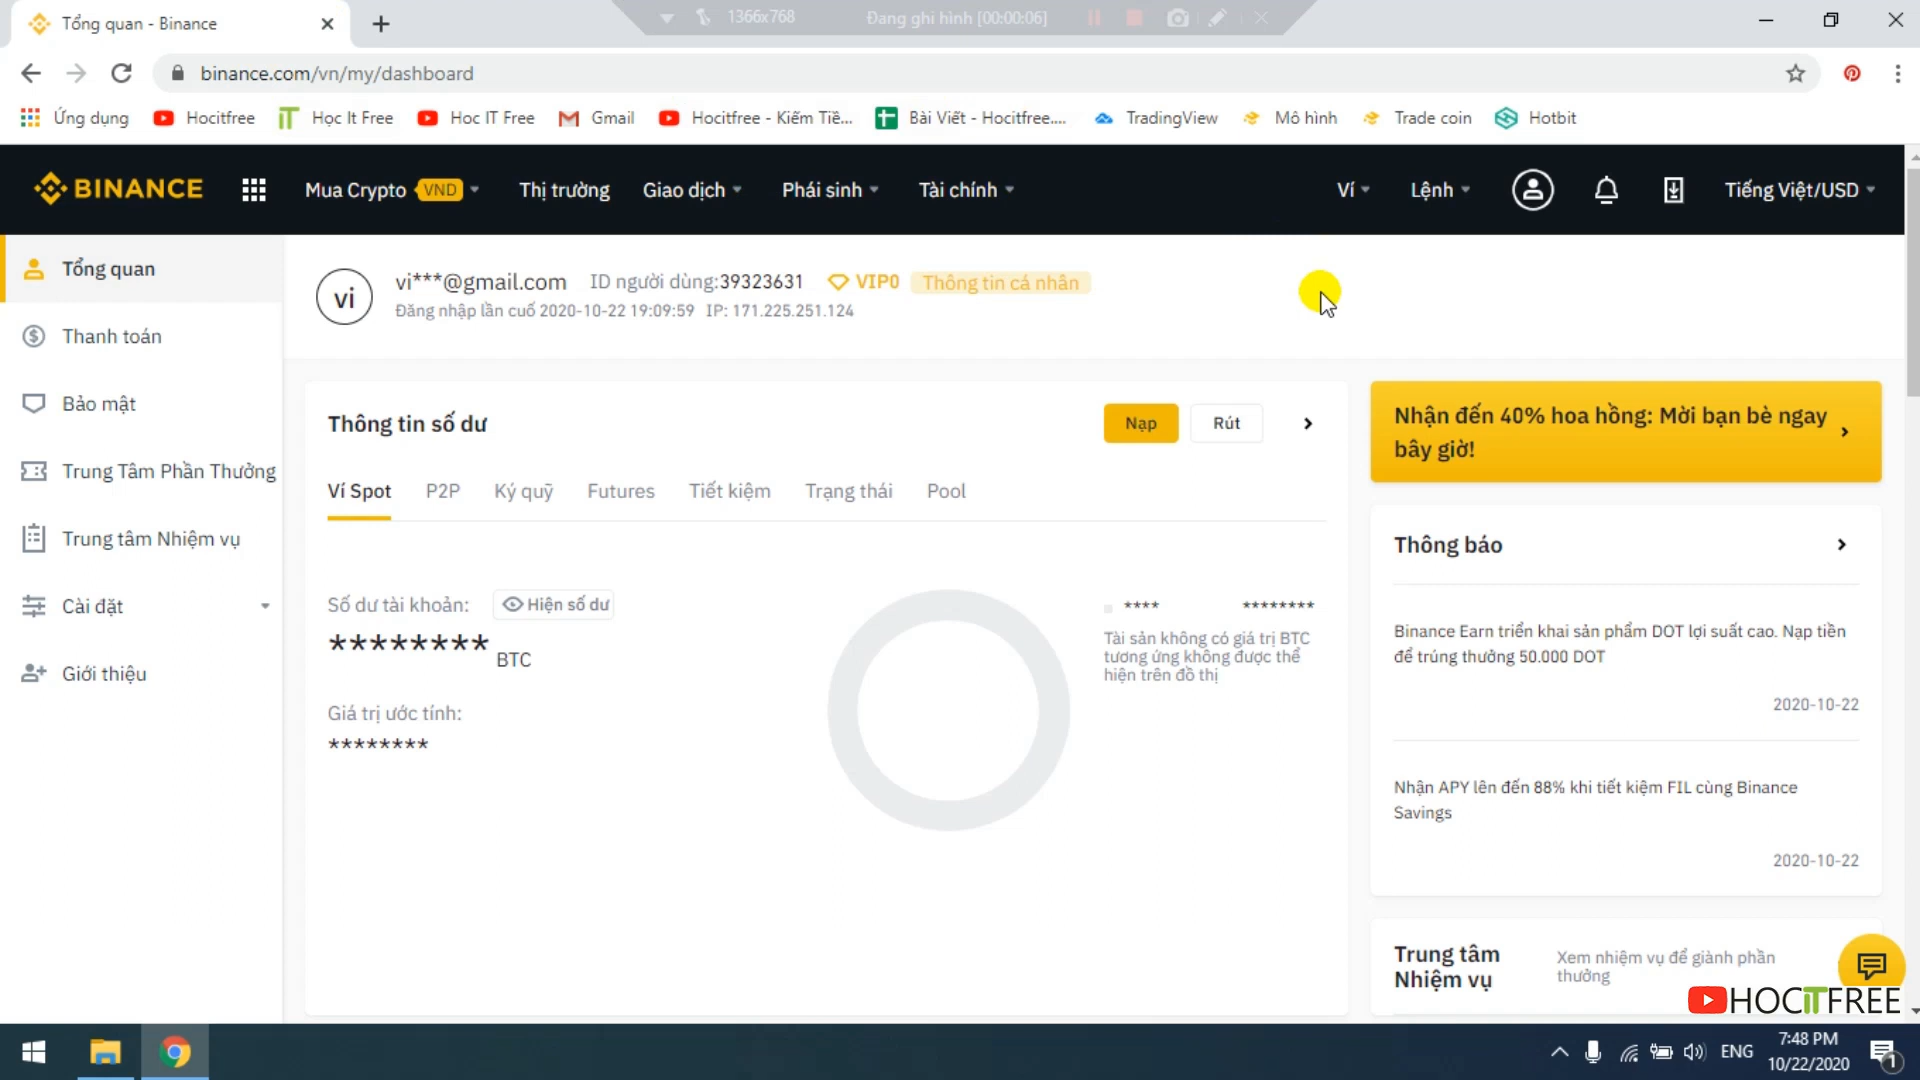 Tổng quan - Binance
1366x768
Đang ghi hình [00:00:06]
binance.com/vn/my/dashboard
Ứng dụng
Hocitfree
Học It Free
Hoc IT Free
Gmail
Hocitfree - Kiếm Tiề...
Bài Viết - Hocitfree....
TradingView
Mô hình
Trade coin
Hotbit
BINANCE
Mua Crypto VND
Thị trường
Giao dịch
Phái sinh
Tài chính
Ví
Lệnh
Tiếng Việt/USD
Tổng quan
Thanh toán
Bảo mật
Trung Tâm Phần Thưởng
Trung tâm Nhiệm vụ
Cài đặt
Giới thiệu
vi
vi***@gmail.com
ID người dùng:39323631
VIP0
Thông tin cá nhân
Đăng nhập lần cuố 2020-10-22 19:09:59 IP: 171.225.251.124
Thông tin số dư
Nạp
Rút
Ví Spot
P2P
Ký quỹ
Futures
Tiết kiệm
Trạng thái
Pool
Số dư tài khoản:
Hiện số dư
******** BTC
Giá trị ước tính:
********
**** ********
Tài sản không có giá trị BTC
tương ứng không được thể
hiện trên đồ thị
Nhận đến 40% hoa hồng: Mời bạn bè ngay
bây giờ!
Thông báo
Binance Earn triển khai sản phẩm DOT lợi suất cao. Nạp tiền
để trúng thưởng 50.000 DOT
2020-10-22
Nhận APY lên đến 88% khi tiết kiệm FIL cùng Binance
Savings
2020-10-22
Trung tâm
Nhiệm vụ
Xem nhiệm vụ để giành phần
thưởng
HOCITFREE
ENG
7:48 PM
10/22/2020
1